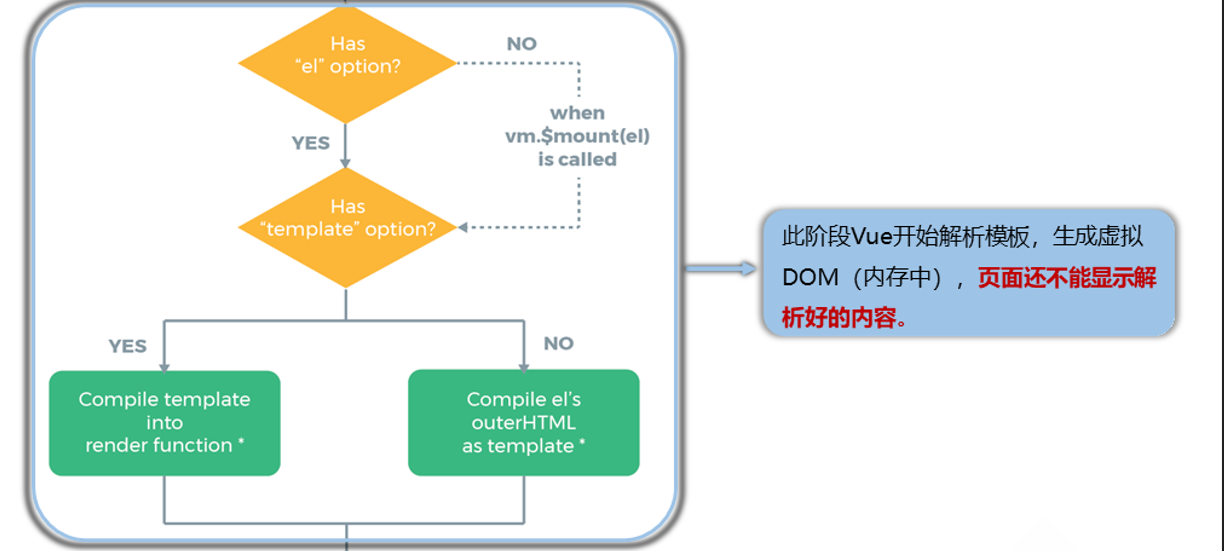 Has
“el” option?
NO
when
vm.$mount(el)
is called
YES
Has
“template” option?
YES
NO
Compile template
into
render function *
Compile el’s
outerHTML
as template *
此阶段Vue开始解析模板，生成虚拟
DOM（内存中），页面还不能显示解
析好的内容。